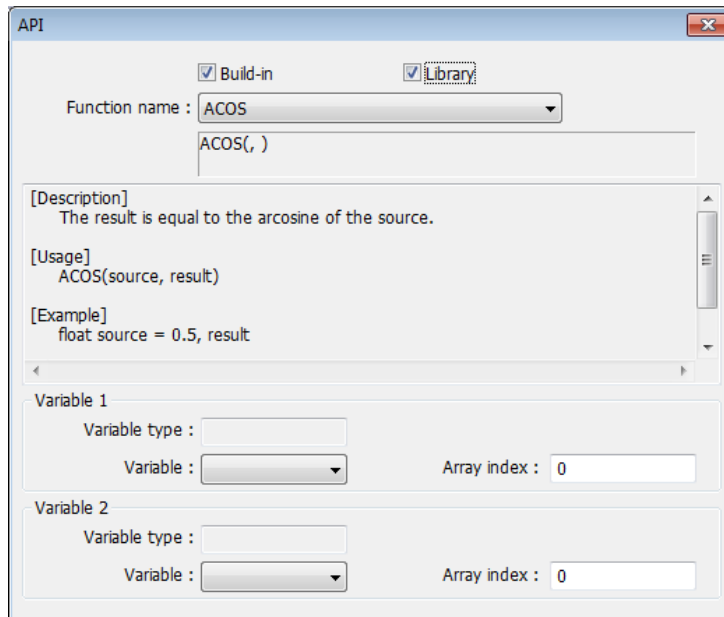 API
Build-in Library
Function name : ACOS
ACOS(, )
[Description]
The result is equal to the arcosine of the source.
[Usage]
ACOS(source, result)
[Example]
float source = 0.5, result
Variable 1
Variable type :
Variable : Array index : 0
Variable 2
Variable type :
Variable : Array index : 0